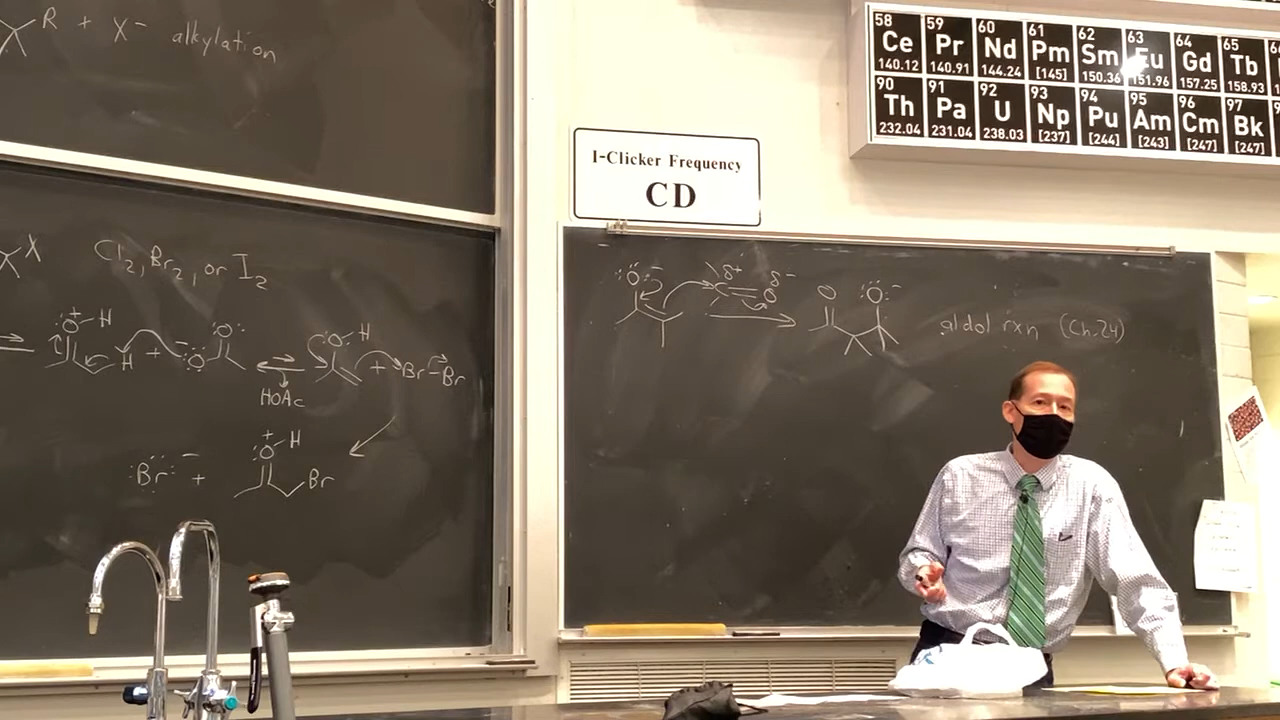 R + X⁻ alkylation
X Cl₂, Br₂, or I₂
:O⁺-H H + ⁻:Ö: :O: ⇌ :Ö H + Br-Br
HOAc
:Br:⁻ + :O⁺-H Br
I-Clicker Frequency
CD
:Ö:⁻ δ+ C=O δ- → O :Ö:⁻ aldol rxn (Ch.24)
58 59 60 61 62 63 64 65
Ce Pr Nd Pm Sm Eu Gd Tb
140.12 140.91 144.24 [145] 150.36 151.96 157.25 158.93
90 91 92 93 94 95 96 97
Th Pa U Np Pu Am Cm Bk
232.04 231.04 238.03 [237] [244] [243] [247] [247]